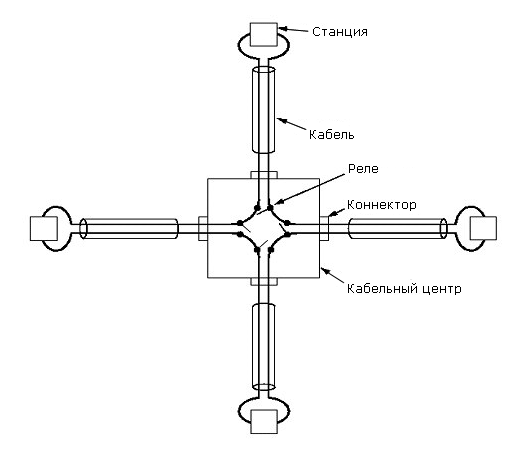 Станция
Кабель
Реле
Коннектор
Кабельный центр